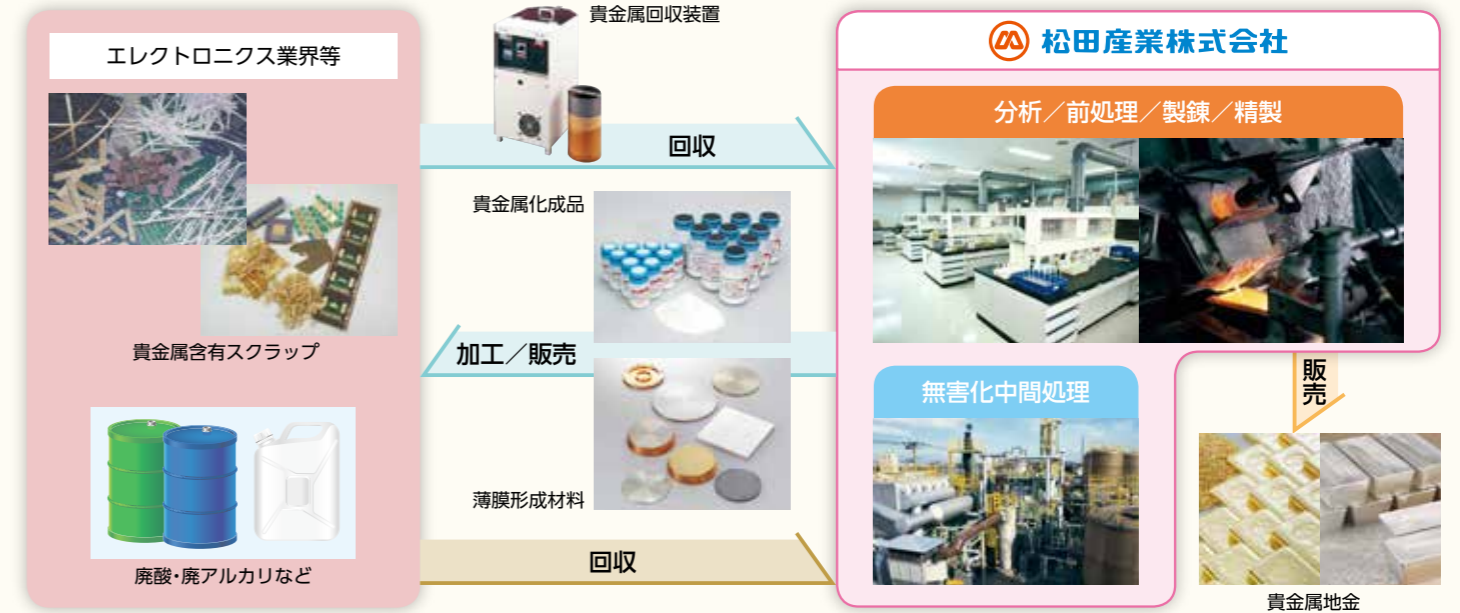 エレクトロニクス業界等
貴金属含有スクラップ
廃酸・廃アルカリなど
貴金属回収装置
回収
貴金属化成品
加工／販売
薄膜形成材料
回収
松田産業株式会社
分析／前処理／製錬／精製
無害化中間処理
販売
貴金属地金